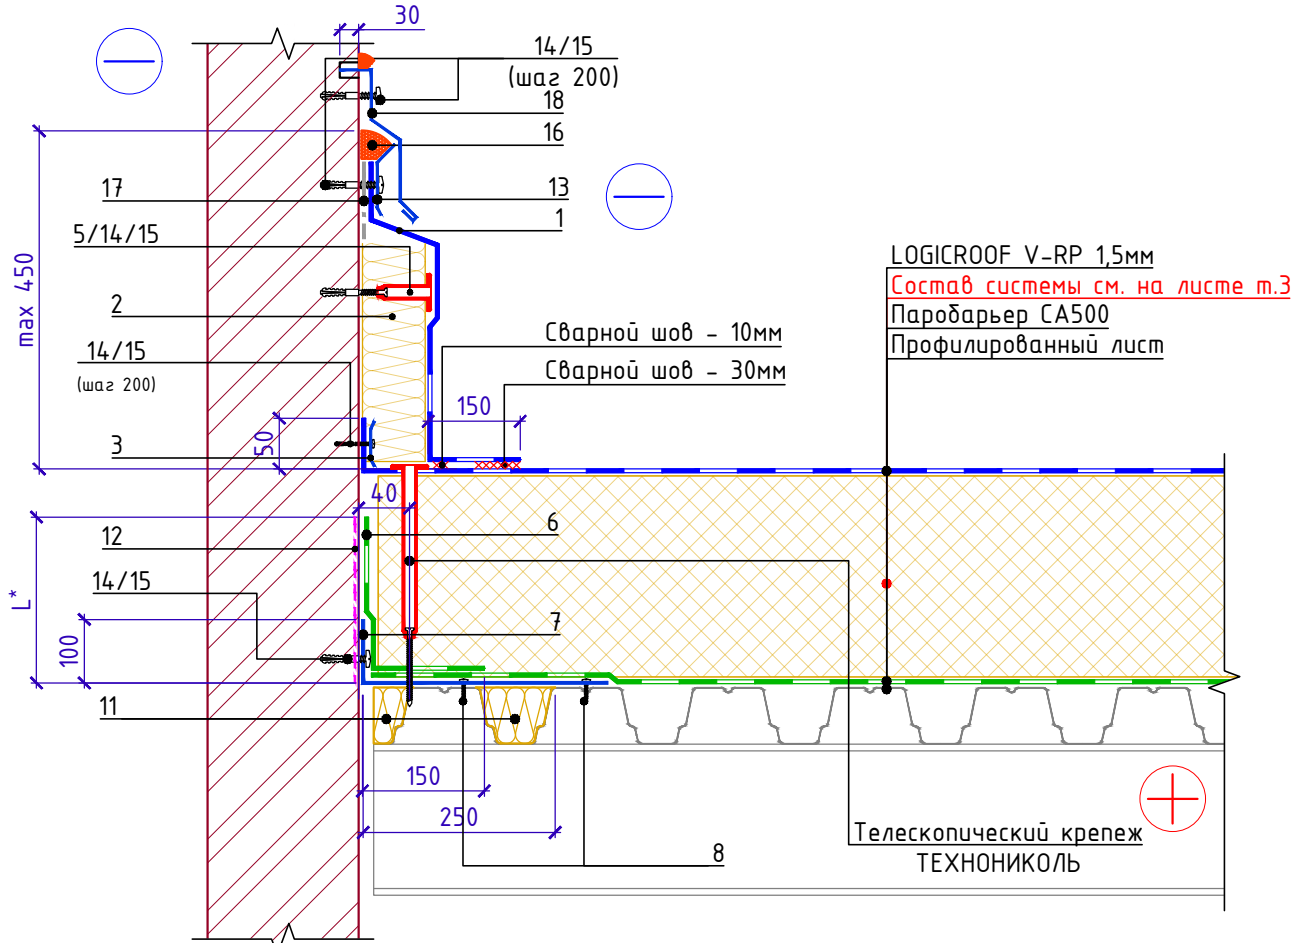 30
14/15
(шаг 200)
18
16
17
13
1
5/14/15
max 450
2
14/15
(шаг 200)
LOGICROOF V-RP 1,5мм
Состав системы см. на листе т.3
Паробарьер СА500
Профилированный лист
Сварной шов - 10мм
Сварной шов - 30мм
150
50
3
40
6
12
14/15
L*
100
7
11
150
250
8
Телескопический крепеж
ТЕХНОНИКОЛЬ